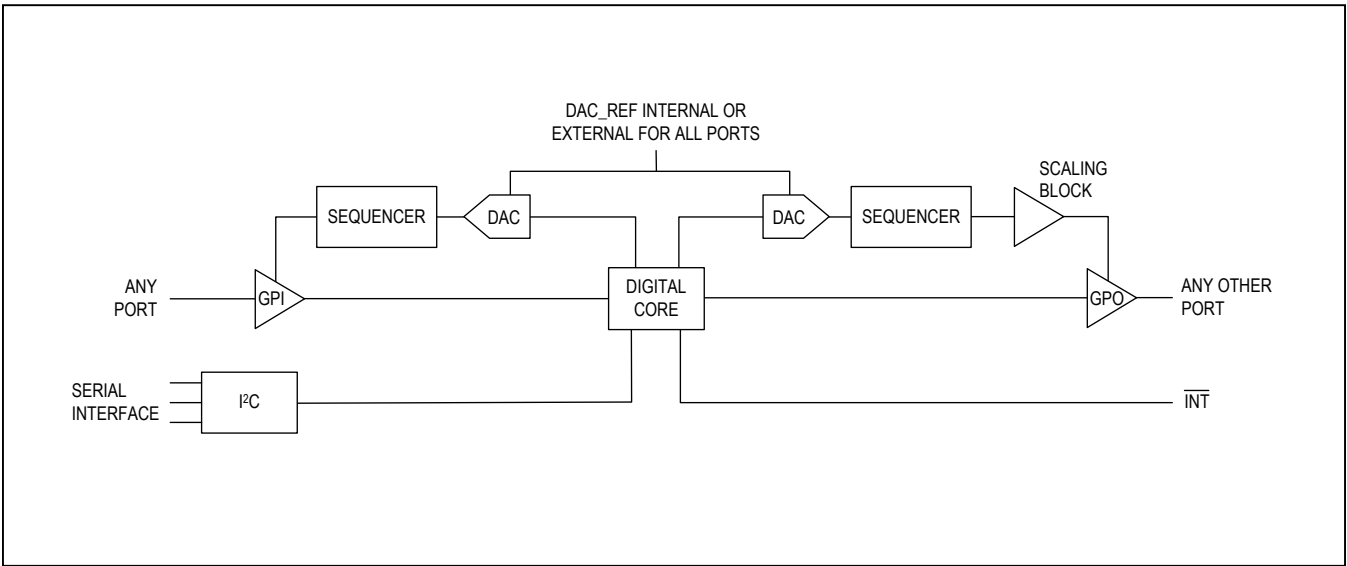 DAC_REF INTERNAL OR
EXTERNAL FOR ALL PORTS
SCALING
BLOCK
SEQUENCER
DAC
DAC
SEQUENCER
ANY
PORT
GPI
DIGITAL
CORE
GPO
ANY OTHER
PORT
SERIAL
INTERFACE
I²C
INT